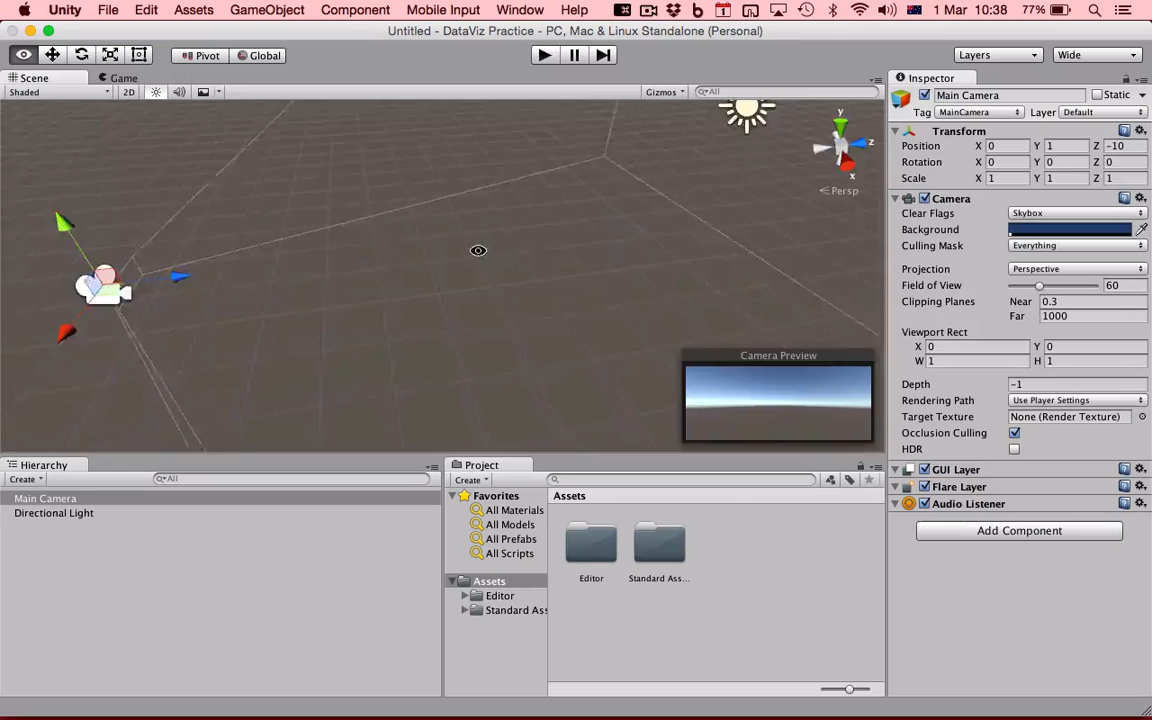 Unity File Edit Assets GameObject Component Mobile Input Window Help 1 Mar 10:38 77%
Untitled - DataViz Practice - PC, Mac & Linux Standalone (Personal)
Pivot Global Layers Wide
Scene Game Inspector
Shaded 2D Gizmos All
Main Camera Static
Tag MainCamera Layer Default
Transform
Position X 0 Y 1 Z -10
Rotation X 0 Y 0 Z 0
Scale X 1 Y 1 Z 1
y
z
x
Persp
Camera
Clear Flags Skybox
Background
Culling Mask Everything
Projection Perspective
Field of View 60
Clipping Planes Near 0.3
Far 1000
Viewport Rect
X 0 Y 0
W 1 H 1
Camera Preview
Depth -1
Rendering Path Use Player Settings
Target Texture None (Render Texture)
Occlusion Culling
HDR
GUI Layer
Flare Layer
Audio Listener
Add Component
Hierarchy
Create All
Main Camera
Directional Light
Project
Create
Favorites
All Materials
All Models
All Prefabs
All Scripts
Assets
Editor
Standard Ass
Assets
Editor Standard Ass...